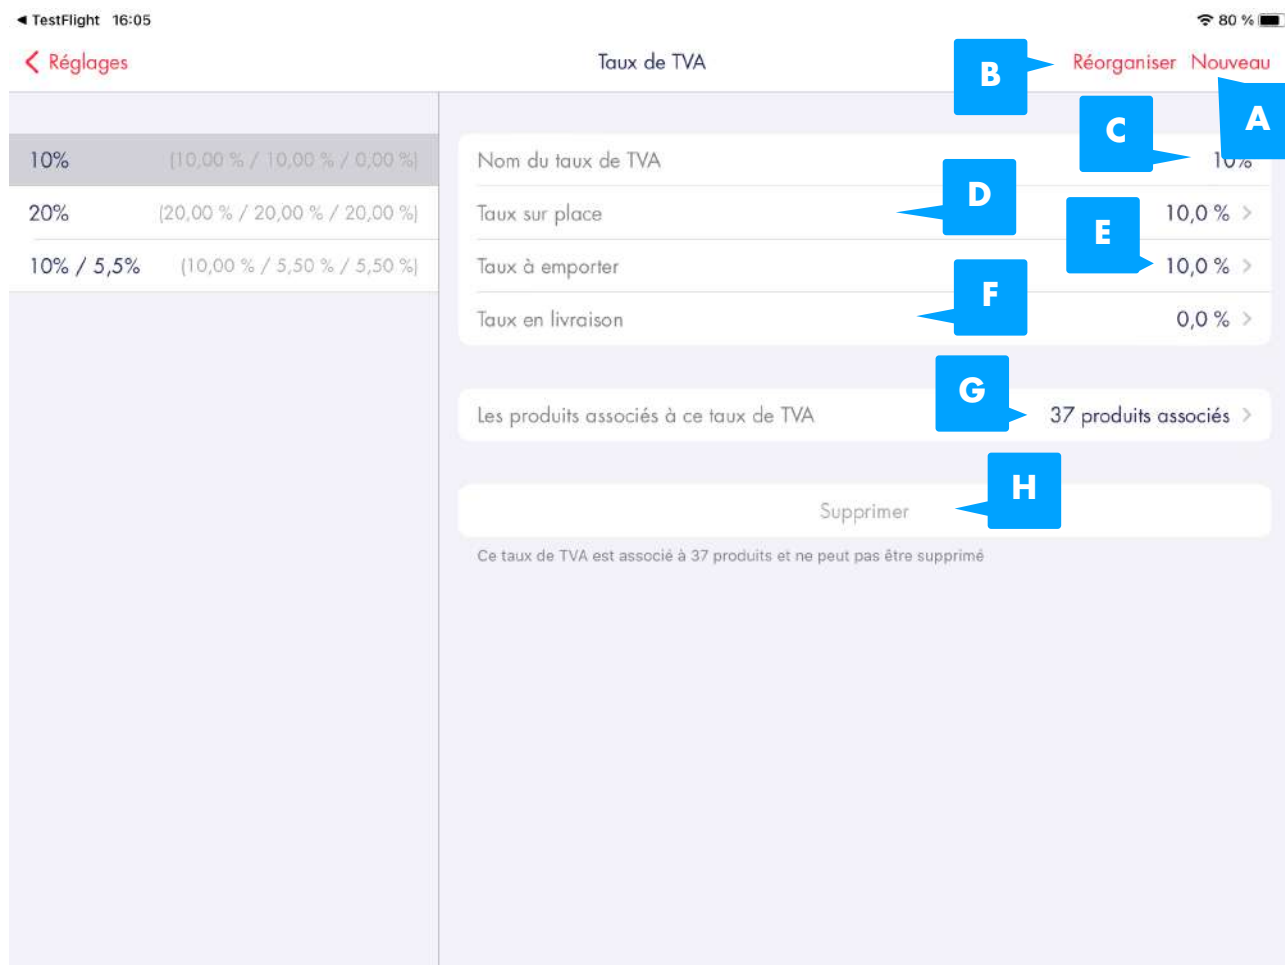 ◀ TestFlight 16:05 80 %
Réglages Taux de TVA B Réorganiser Nouveau
A
C
10% (10,00 % / 10,00 % / 0,00 %) Nom du taux de TVA 10%
D
20% (20,00 % / 20,00 % / 20,00 %) Taux sur place 10,0 % >
E
10% / 5,5% (10,00 % / 5,50 % / 5,50 %) Taux à emporter 10,0 % >
F
Taux en livraison 0,0 % >
G
Les produits associés à ce taux de TVA 37 produits associés >
H
Supprimer
Ce taux de TVA est associé à 37 produits et ne peut pas être supprimé